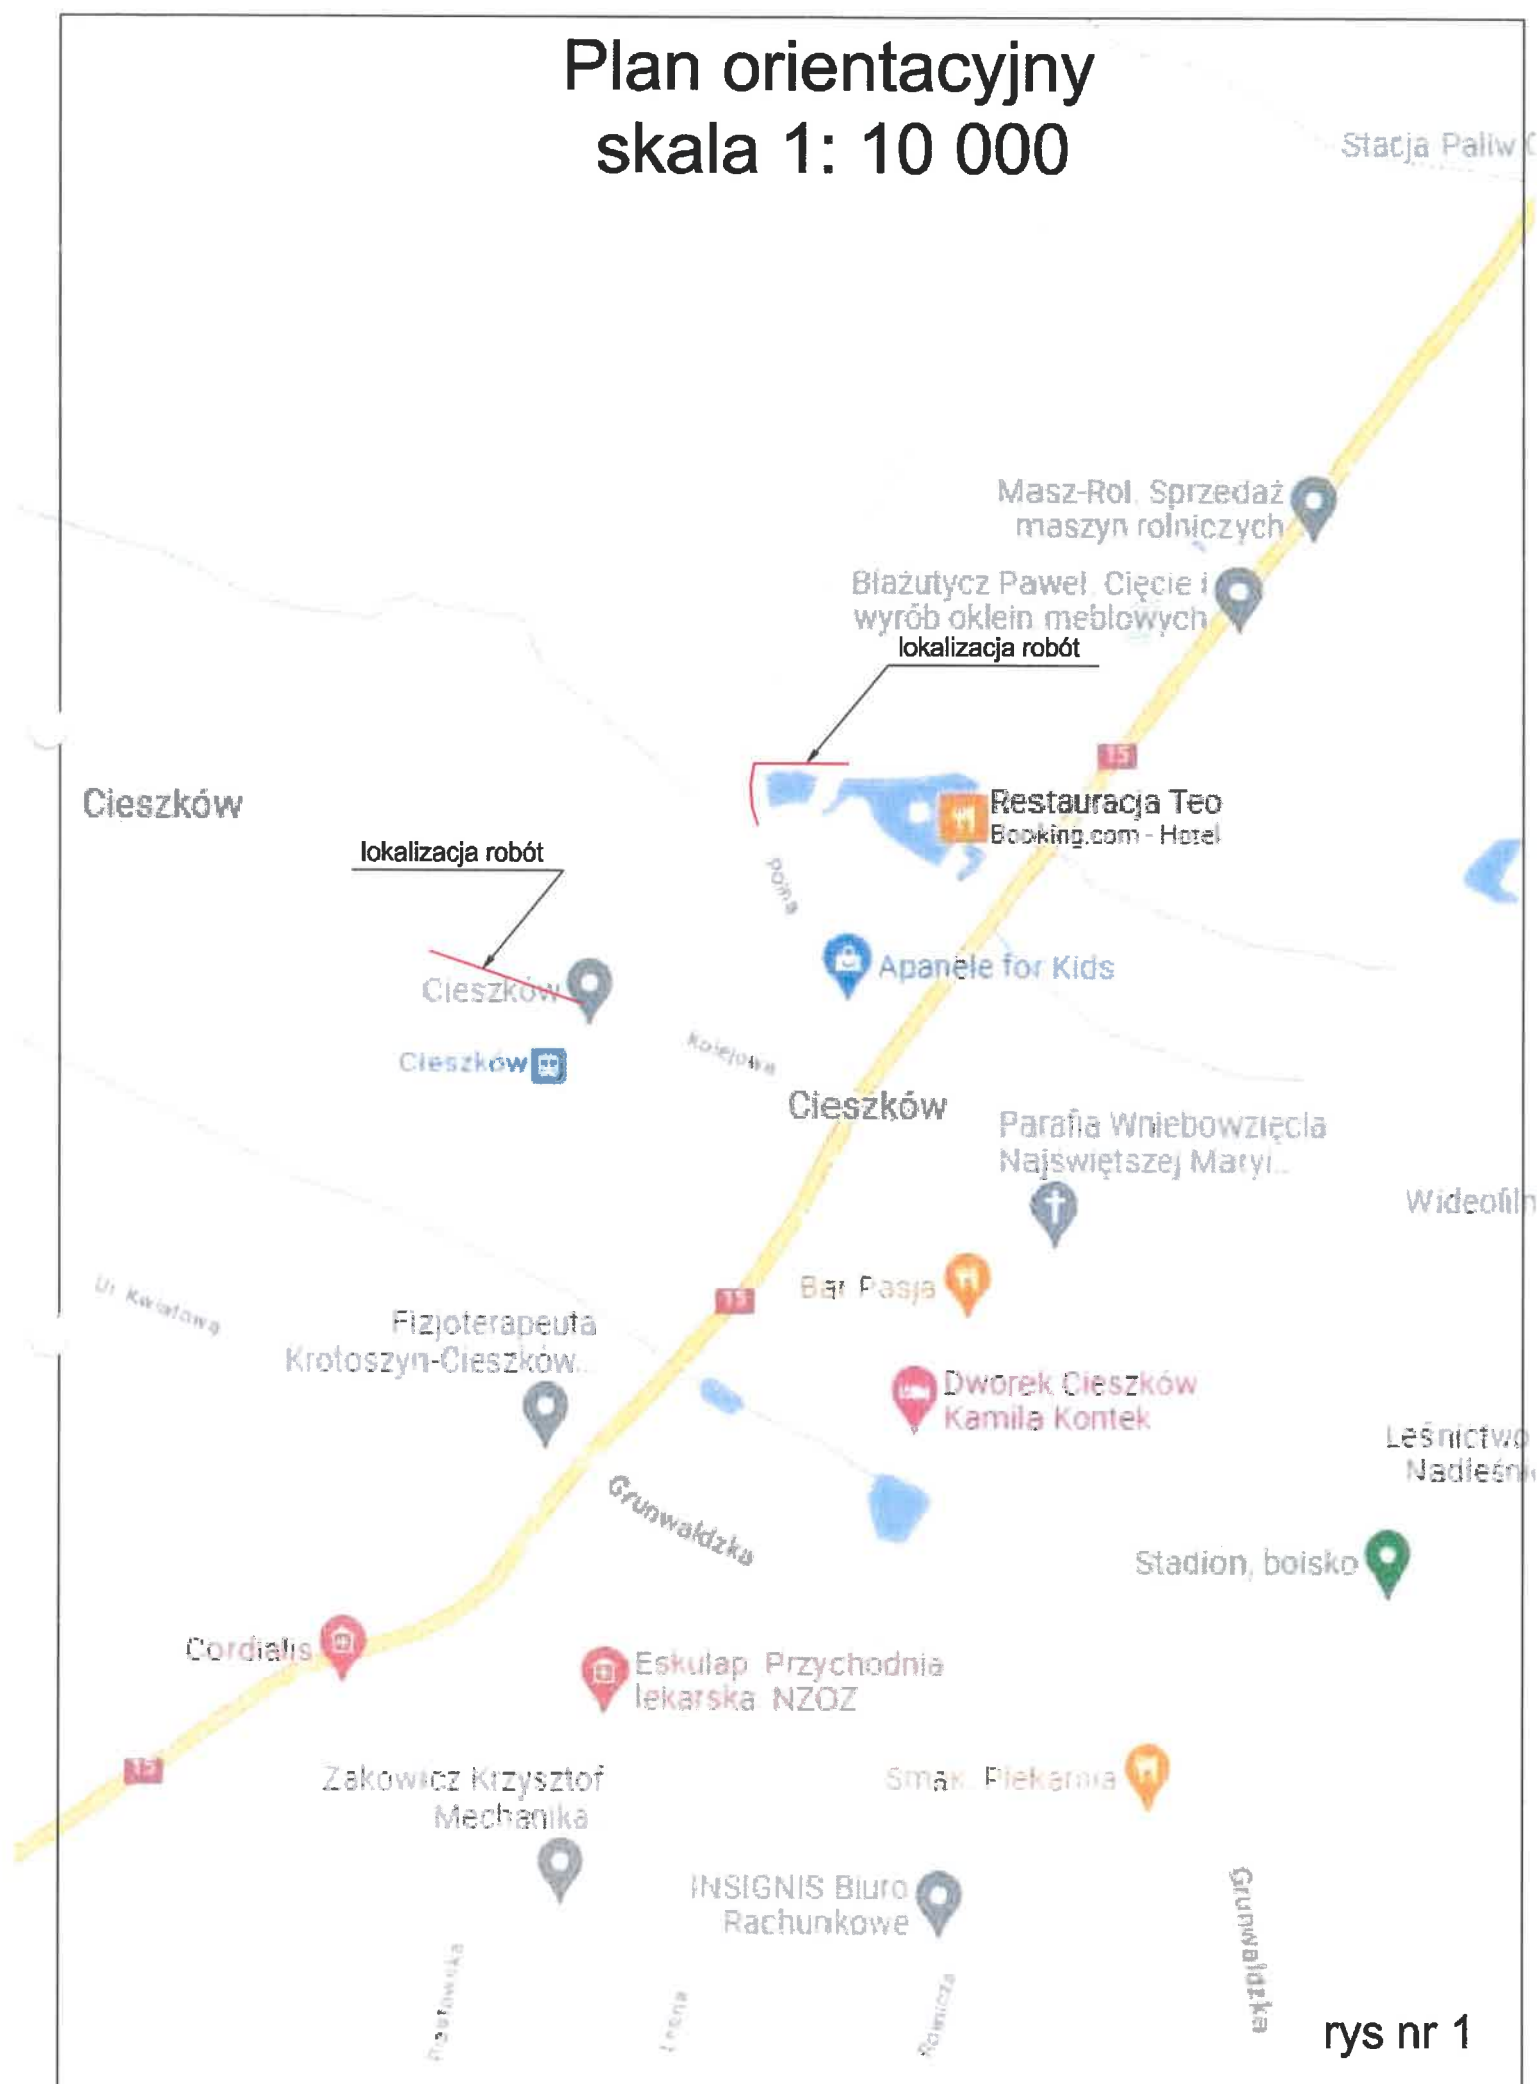 Plan orientacyjny
skala 1: 10 000
Stacja Paliw
Masz-Rol. Sprzedaż
maszyn rolniczych
Błażutycz Paweł. Cięcie i
wyrób oklein meblowych
lokalizacja robót
15
Restauracja Teo
Booking.com - Hotel
Cieszków
lokalizacja robót
polna
Apanele for Kids
Cieszków
Cieszków
Kolejowa
Cieszków
Parafia Wniebowzięcia
Najświętszej Maryi...
Wideofilm
15
Bar Pasja
Ul Kwiatowa
Fizjoterapeuta
Krotoszyn-Cieszków...
Dworek Cieszków
Kamila Kontek
Leśnictwo
Nadleśni
Grunwaldzka
Stadion, boisko
Cordialis
Eskulap. Przychodnia
lekarska. NZOZ
15
Zakowicz Krzysztof
Mechanika
Smak. Piekarnia
INSIGNIS Biuro
Rachunkowe
Grunwaldzka
Leśna
Rolnicza
rys nr 1